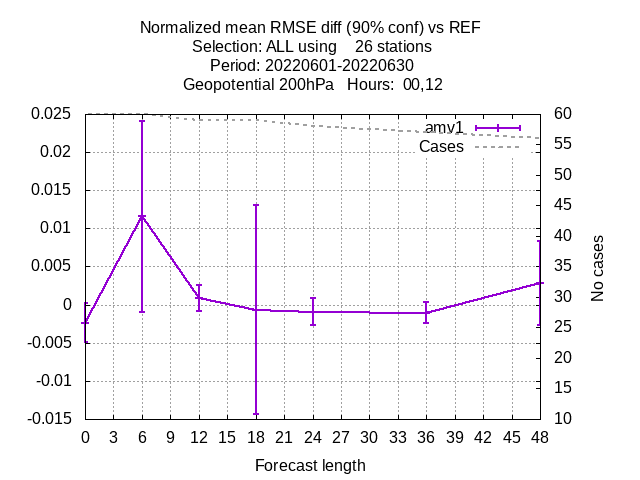 Normalized mean RMSE diff (90% conf) vs REF
Selection: ALL using    26 stations
Period: 20220601-20220630
Geopotential 200hPa   Hours:  00,12
0.025
0.02
0.015
0.01
0.005
0
-0.005
-0.01
-0.015
amv1
Cases
60
55
50
45
40
35
30
25
20
15
10
No cases
0 3 6 9 12 15 18 21 24 27 30 33 36 39 42 45 48
Forecast length